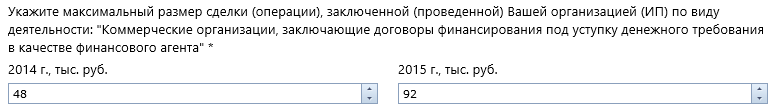 Укажите максимальный размер сделки (операции), заключенной (проведенной) Вашей организацией (ИП) по виду
деятельности: "Коммерческие организации, заключающие договоры финансирования под уступку денежного требования
в качестве финансового агента" *
2014 г., тыс. руб. 2015 г., тыс. руб.
48 92